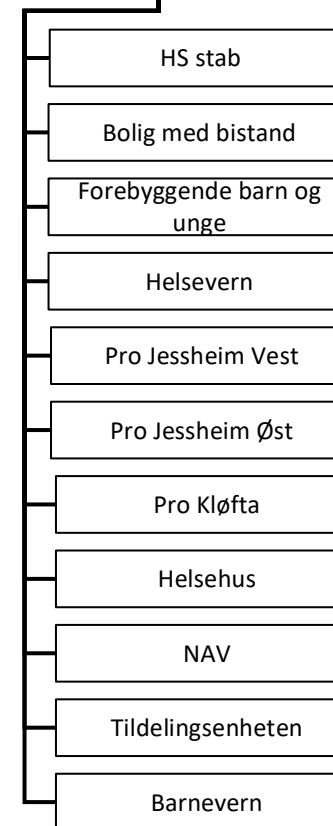 HS stab
Bolig med bistand
Forebyggende barn og
unge
Helsevern
Pro Jessheim Vest
Pro Jessheim Øst
Pro Kløfta
Helsehus
NAV
Tildelingsenheten
Barnevern